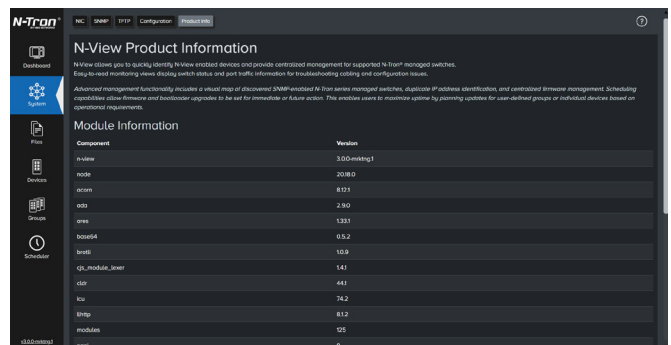 N-Tron®
NIC SNMP TFTP Configuration Product Info
Dashboard
System
Files
Devices
Groups
Scheduler
v3.0.0-mrktng.1
N-View Product Information
N-View allows you to quickly identify N-View enabled devices and provide centralized management for supported N-Tron® managed switches.
Easy-to-read monitoring views display switch status and port traffic information for troubleshooting cabling and configuration issues.
Advanced management functionality includes a visual map of discovered SNMP-enabled N-Tron series managed switches, duplicate IP address identification, and centralized firmware management. Scheduling
capabilities allow firmware and bootloader upgrades to be set for immediate or future action. This enables users to maximize uptime by planning updates for user-defined groups or individual devices based on
operational requirements.
Module Information
Component Version
n-view 3.0.0-mrktng.1
node 20.18.0
acorn 8.12.1
ada 2.9.0
ares 1.33.1
base64 0.5.2
brotli 1.0.9
cjs_module_lexer 1.4.1
cldr 44.1
icu 74.2
llhttp 8.1.2
modules 125